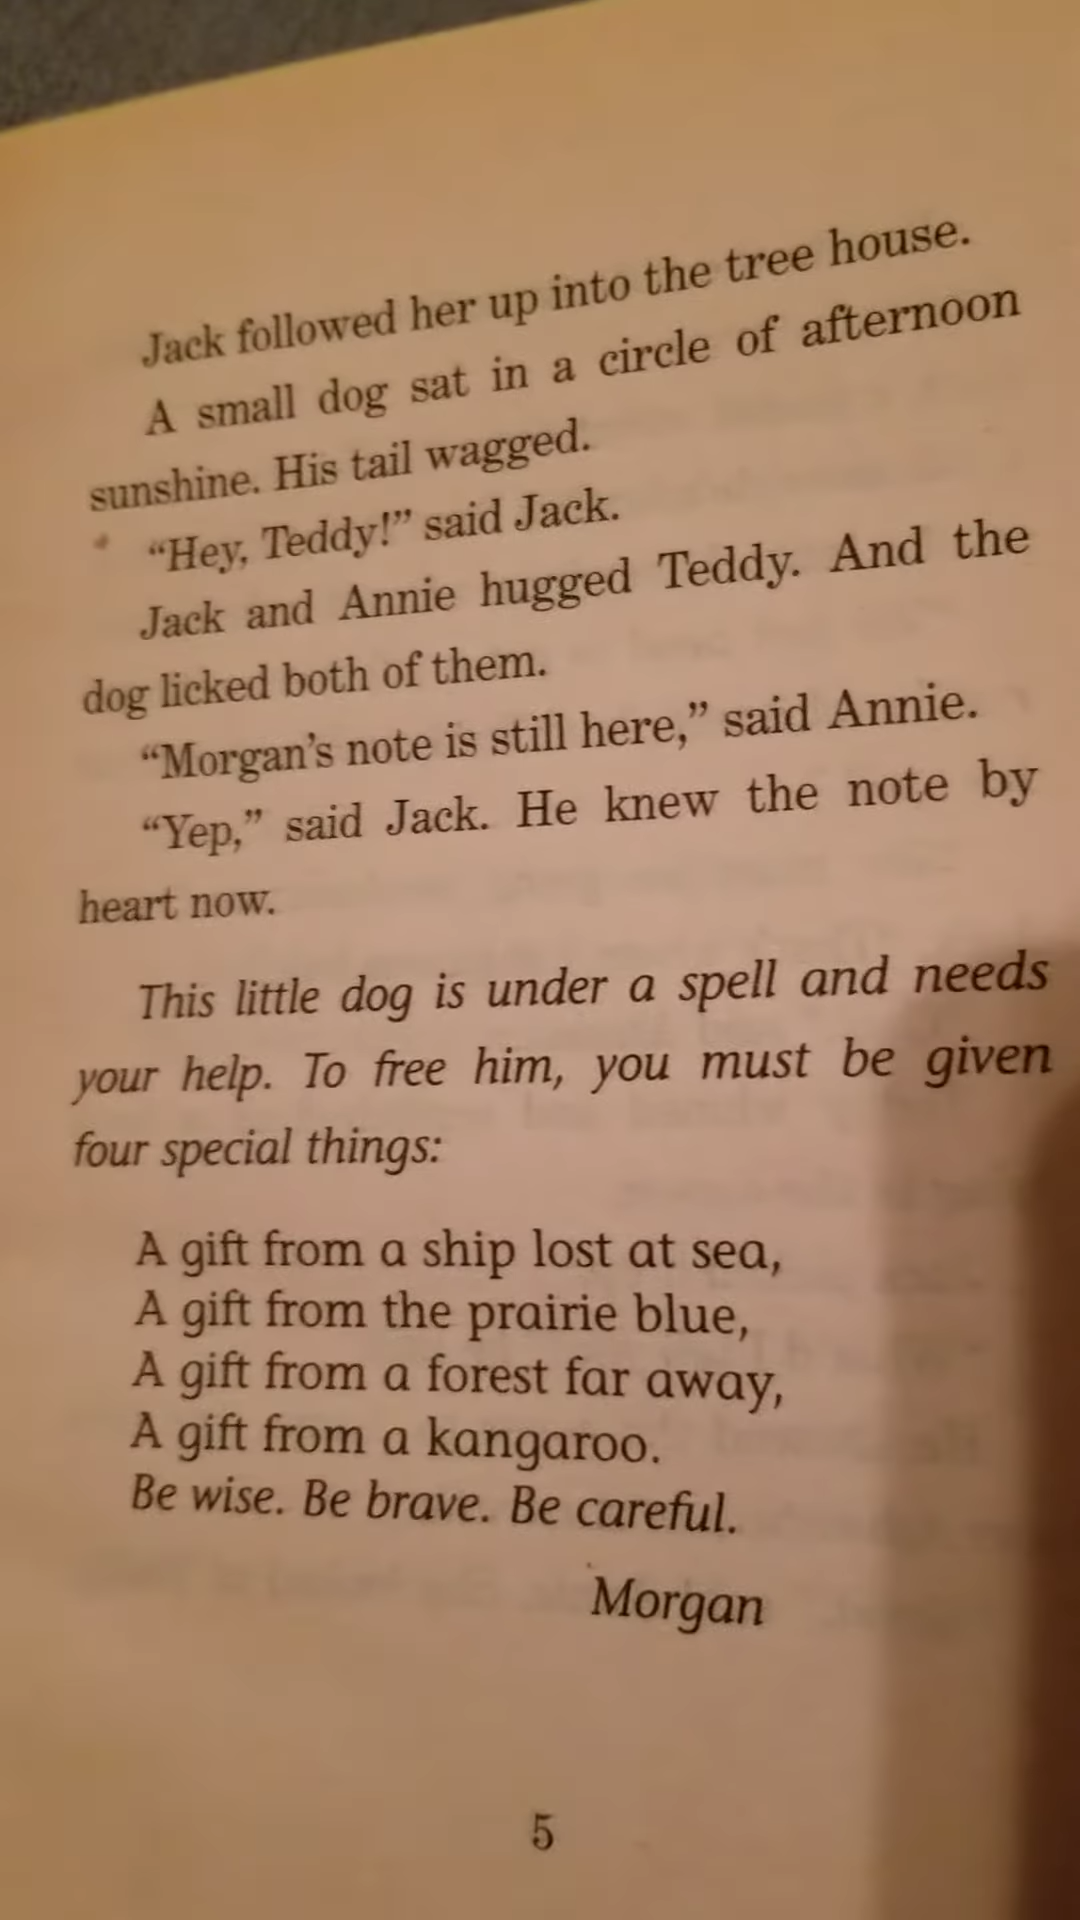 Jack followed her up into the tree house.
A small dog sat in a circle of afternoon
sunshine. His tail wagged.
“Hey, Teddy!” said Jack.
Jack and Annie hugged Teddy. And the
dog licked both of them.
“Morgan’s note is still here,” said Annie.
“Yep,” said Jack. He knew the note by
heart now.
This little dog is under a spell and needs
your help. To free him, you must be given
four special things:
A gift from a ship lost at sea,
A gift from the prairie blue,
A gift from a forest far away,
A gift from a kangaroo.
Be wise. Be brave. Be careful.
Morgan
5